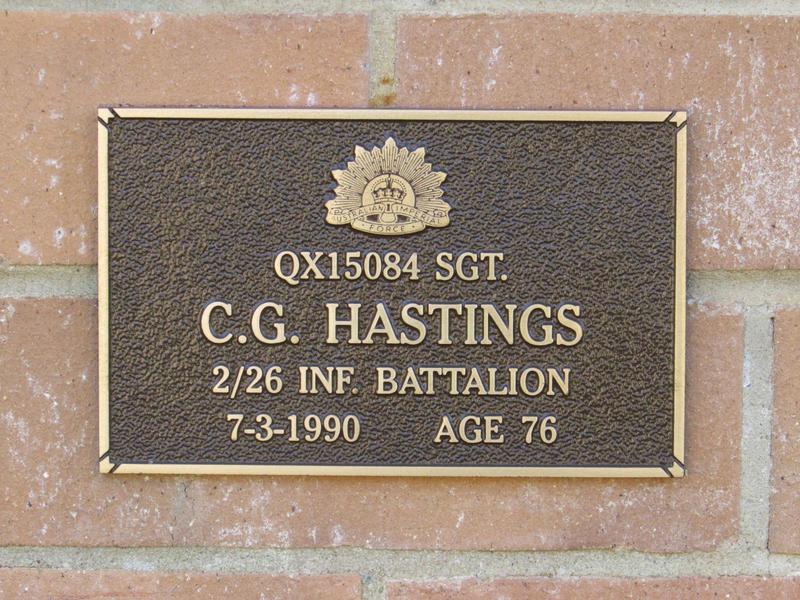 AUSTRALIAN IMPERIAL
FORCE
QX15084 SGT.
C.G. HASTINGS
2/26 INF. BATTALION
7-3-1990 AGE 76